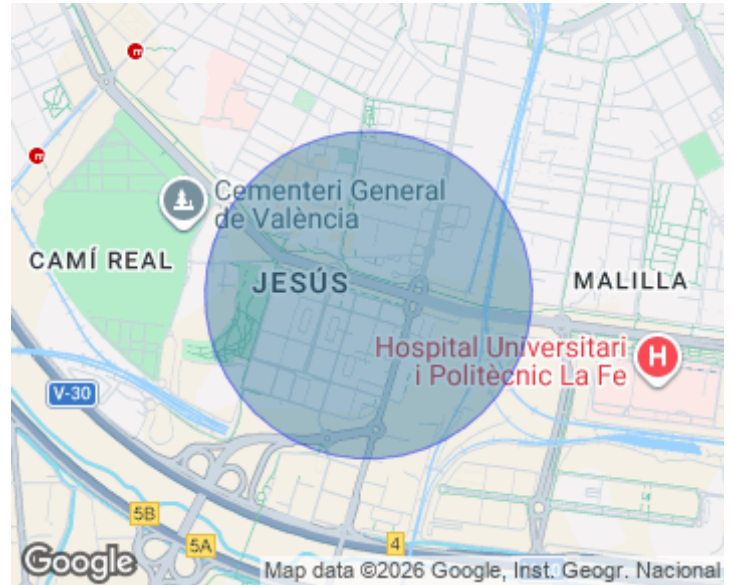 Cementeri General
de València
CAMÍ REAL
JESÚS
MALILLA
Hospital Universitari
i Politècnic La Fe
H
V-30
5B
5A
4
Google
Map data ©2026 Google, Inst. Geogr. Nacional